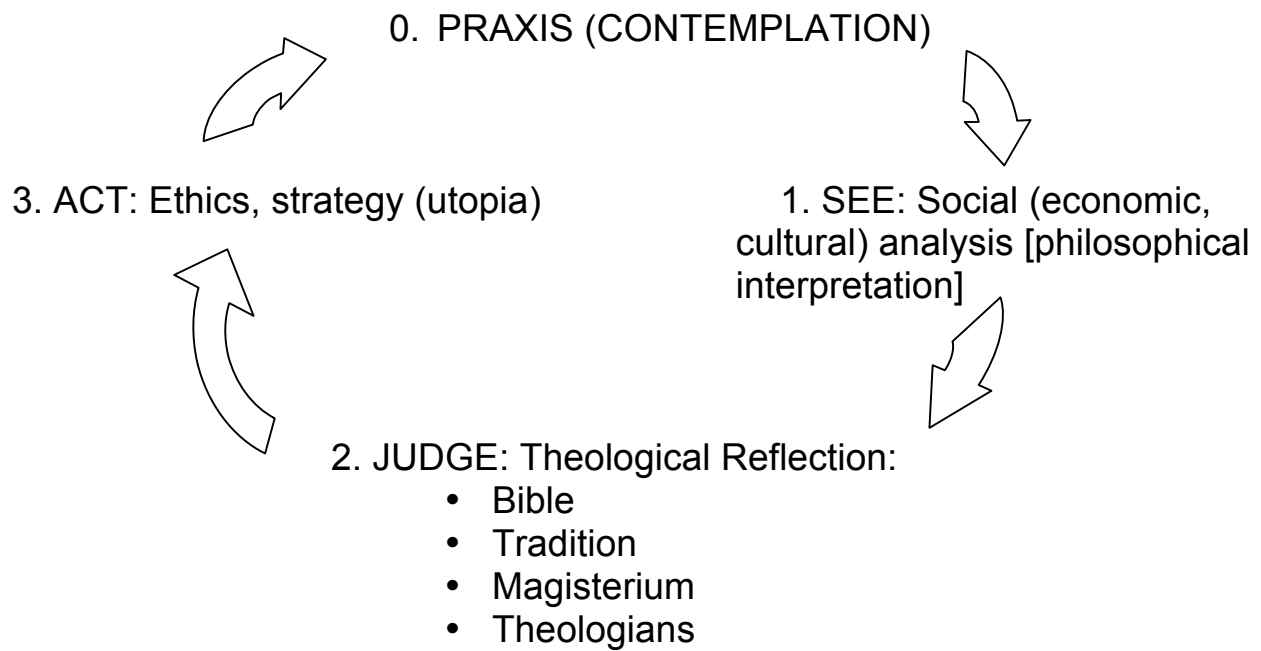 0. PRAXIS (CONTEMPLATION)
3. ACT: Ethics, strategy (utopia)
1. SEE: Social (economic,
cultural) analysis [philosophical
interpretation]
2. JUDGE: Theological Reflection:
• Bible
• Tradition
• Magisterium
• Theologians